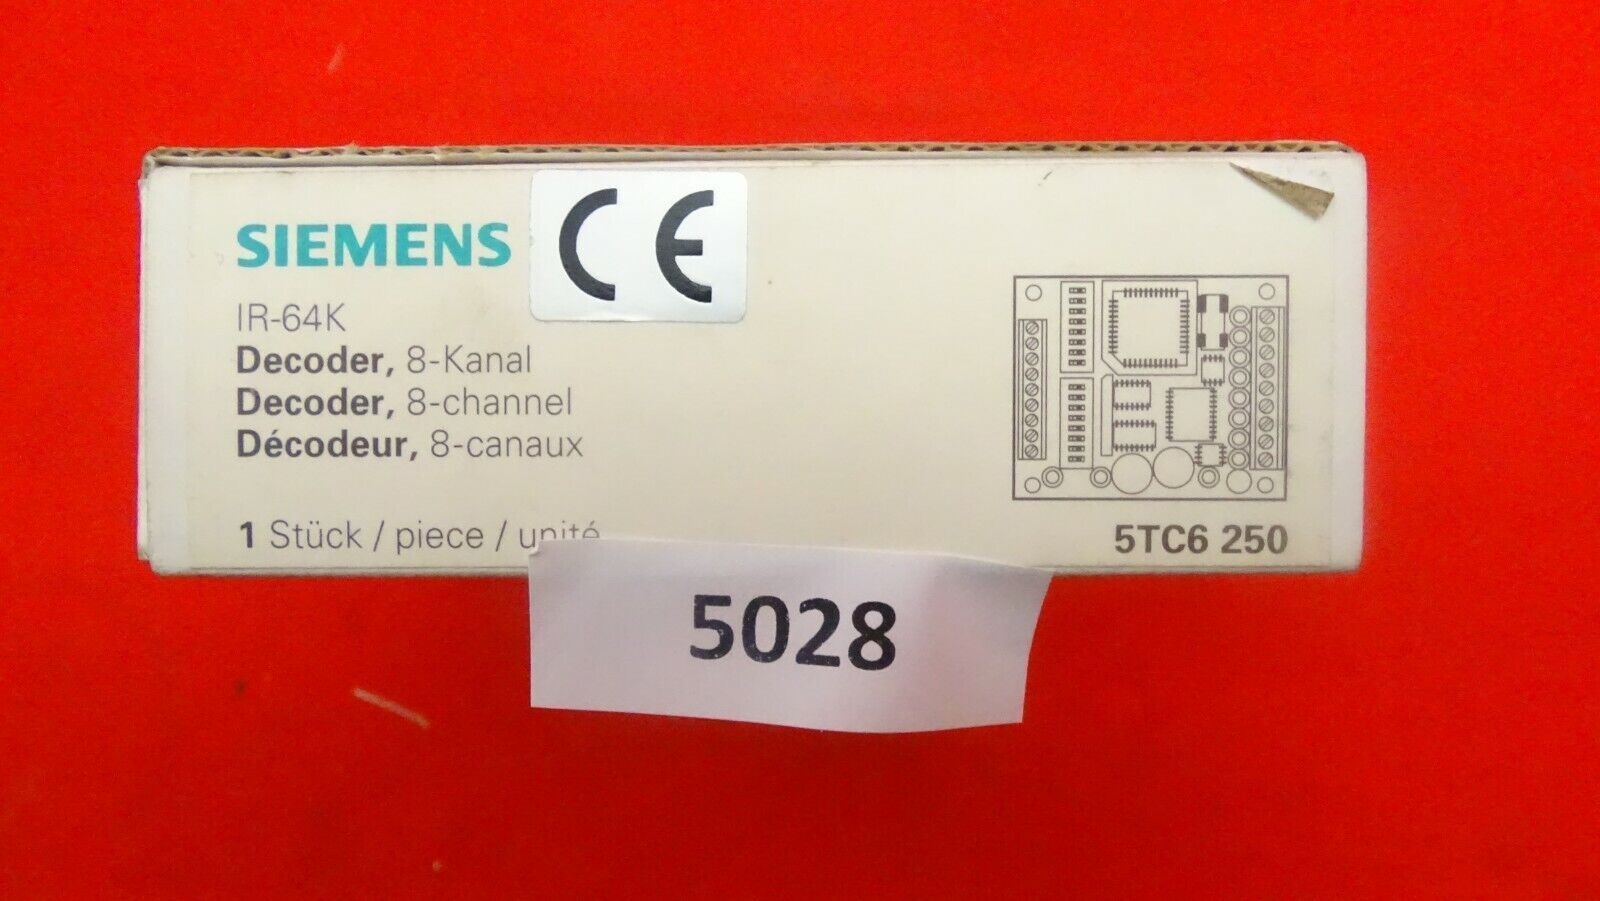 SIEMENS
CE
IR-64K
Decoder, 8-Kanal
Decoder, 8-channel
Décodeur, 8-canaux
1 Stück / piece / unité
5TC6 250
5028